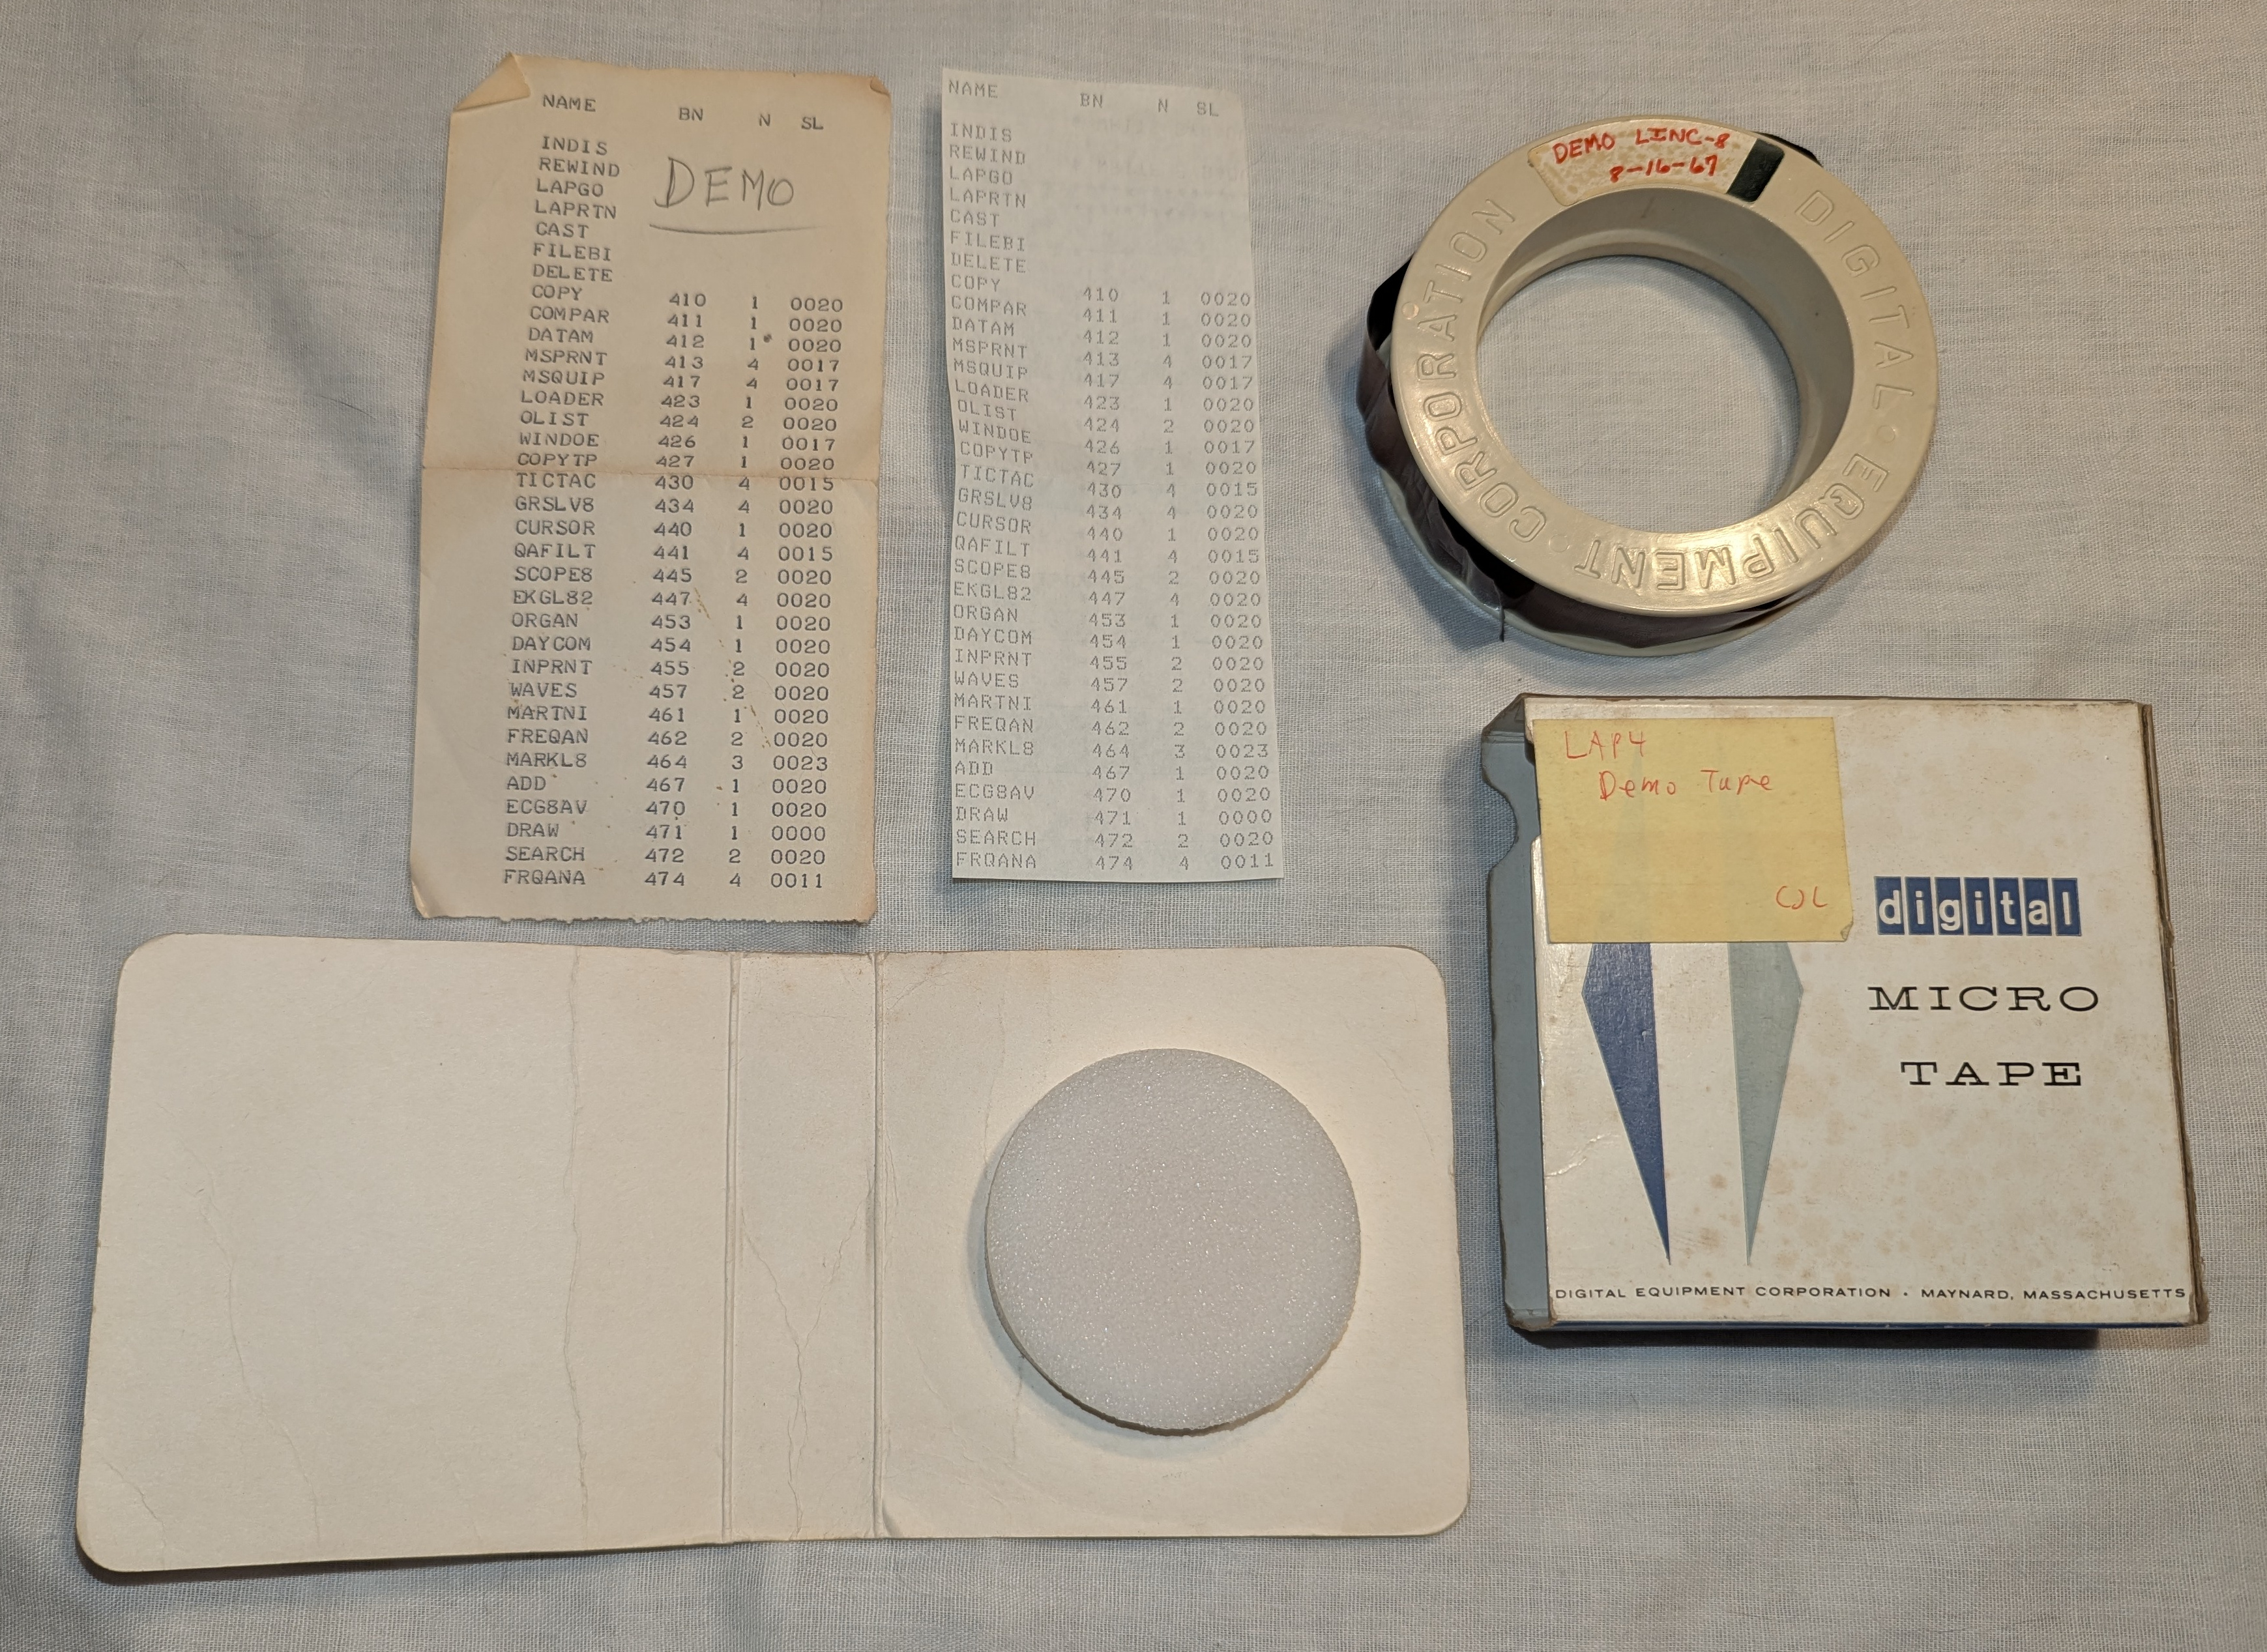 NAME BN N SL
DEMO
INDIS
REWIND
LAPGO
LAPRTN
CAST
FILEBI
DELETE
COPY 410 1 0020
COMPAR 411 1 0020
DATAM 412 1 0020
MSPRNT 413 4 0017
MSQUIP 417 4 0017
LOADER 423 1 0020
OLIST 424 2 0020
WINDOE 426 1 0017
COPYTP 427 1 0020
TICTAC 430 4 0015
GRSLV8 434 4 0020
CURSOR 440 1 0020
QAFILT 441 4 0015
SCOPE8 445 2 0020
EKGL82 447 4 0020
ORGAN 453 1 0020
DAYCOM 454 1 0020
INPRNT 455 2 0020
WAVES 457 2 0020
MARTNI 461 1 0020
FREQAN 462 2 0020
MARKL8 464 3 0023
ADD 467 1 0020
ECG8AV 470 1 0020
DRAW 471 1 0000
SEARCH 472 2 0020
FRQANA 474 4 0011
NAME BN N SL
INDIS
REWIND
LAPGO
LAPRTN
CAST
FILEBI
DELETE
COPY 410 1 0020
COMPAR 411 1 0020
DATAM 412 1 0020
MSPRNT 413 4 0017
MSQUIP 417 4 0017
LOADER 423 1 0020
OLIST 424 2 0020
WINDOE 426 1 0017
COPYTP 427 1 0020
TICTAC 430 4 0015
GRSLV8 434 4 0020
CURSOR 440 1 0020
QAFILT 441 4 0015
SCOPE8 445 2 0020
EKGL82 447 4 0020
ORGAN 453 1 0020
DAYCOM 454 1 0020
INPRNT 455 2 0020
WAVES 457 2 0020
MARTNI 461 1 0020
FREQAN 462 2 0020
MARKL8 464 3 0023
ADD 467 1 0020
ECG8AV 470 1 0020
DRAW 471 1 0000
SEARCH 472 2 0020
FRQANA 474 4 0011
DEMO LINC-8
8-16-67
DIGITAL • EQUIPMENT • CORPORATION
LAP4
Demo Tape
CJL
digital
MICRO
TAPE
DIGITAL EQUIPMENT CORPORATION • MAYNARD, MASSACHUSETTS